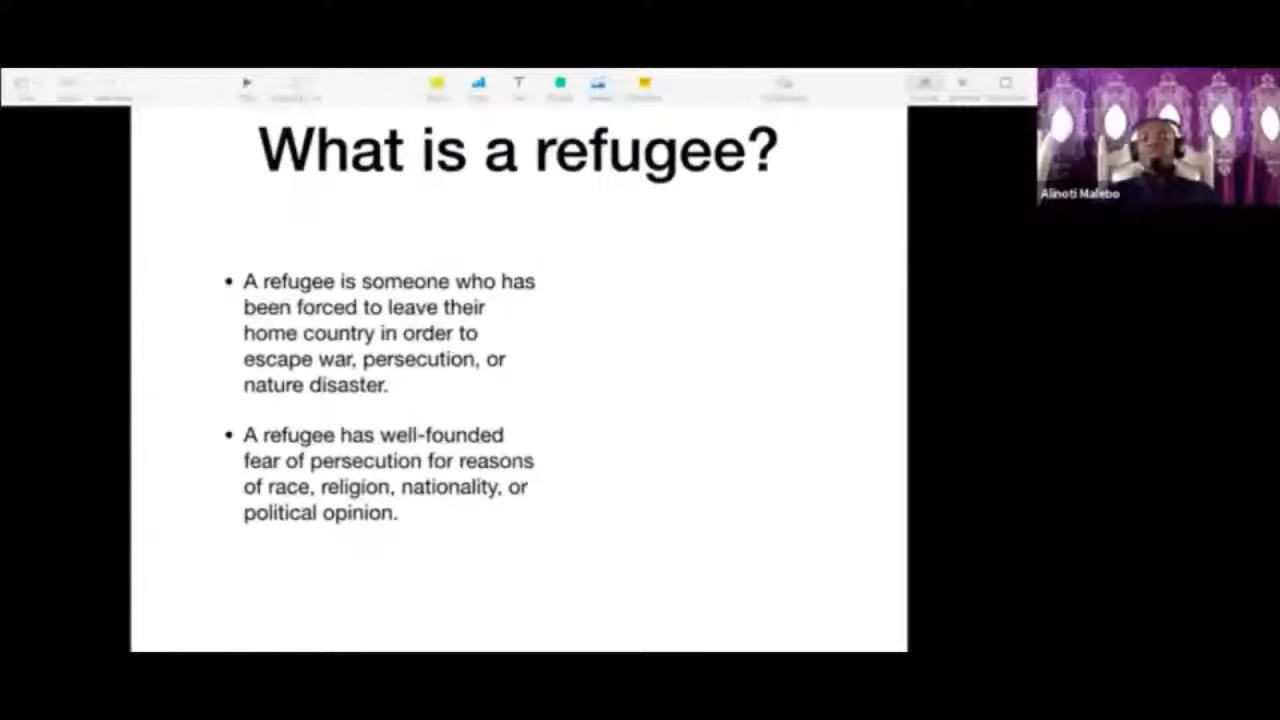 What is a refugee?
Alinoti Malebo
• A refugee is someone who has
been forced to leave their
home country in order to
escape war, persecution, or
nature disaster.
• A refugee has well-founded
fear of persecution for reasons
of race, religion, nationality, or
political opinion.